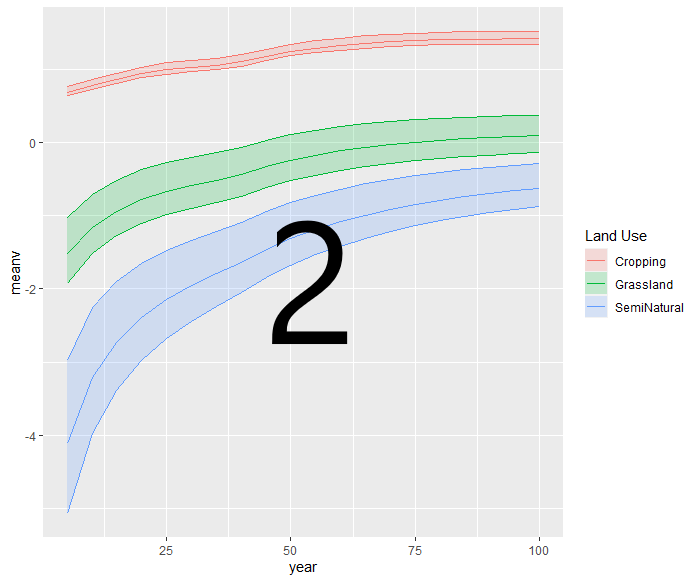 0
-2
-4
meanv
2
25
50
75
100
year
Land Use
Cropping
Grassland
SemiNatural